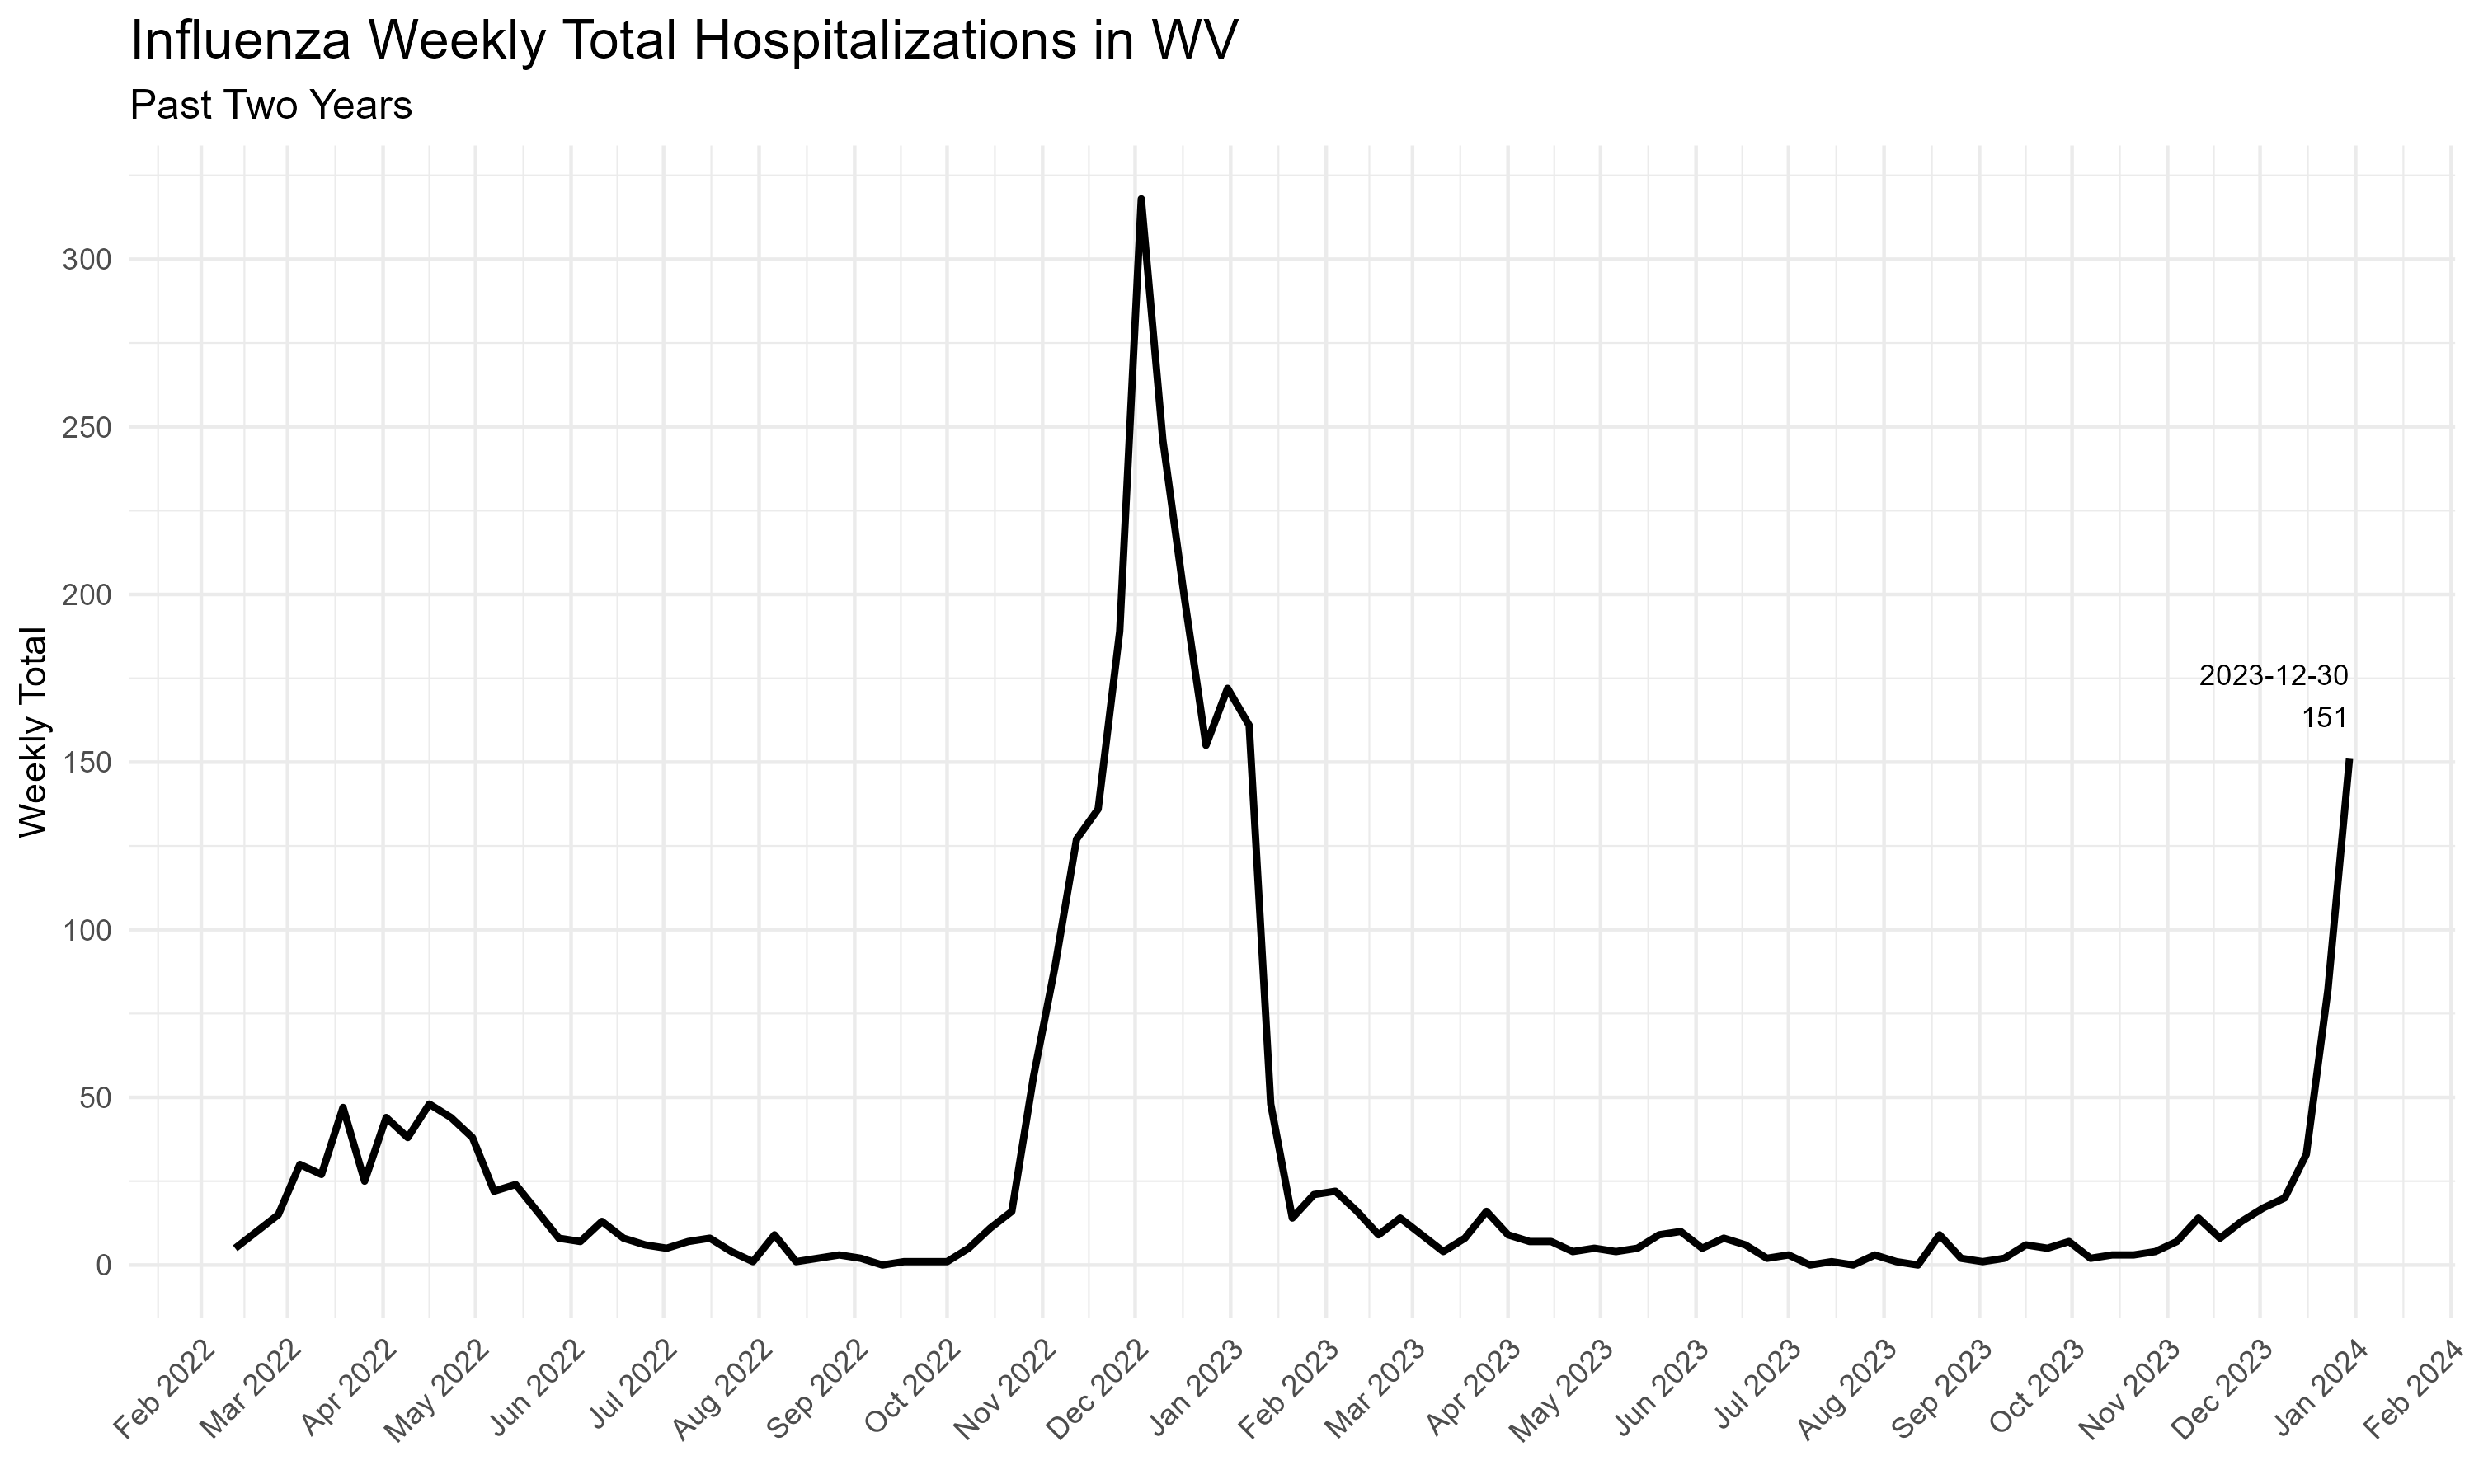 Influenza Weekly Total Hospitalizations in WV
Past Two Years
Weekly Total
300
250
200
150
100
50
0
2023-12-30
151
Feb 2022
Mar 2022
Apr 2022
May 2022
Jun 2022
Jul 2022
Aug 2022
Sep 2022
Oct 2022
Nov 2022
Dec 2022
Jan 2023
Feb 2023
Mar 2023
Apr 2023
May 2023
Jun 2023
Jul 2023
Aug 2023
Sep 2023
Oct 2023
Nov 2023
Dec 2023
Jan 2024
Feb 2024